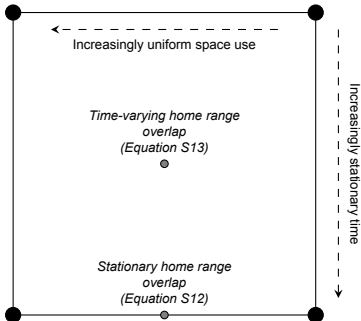 Increasingly uniform space use
Time-varying home range
overlap
(Equation S13)
Increasingly stationary time
Stationary home range
overlap
(Equation S12)